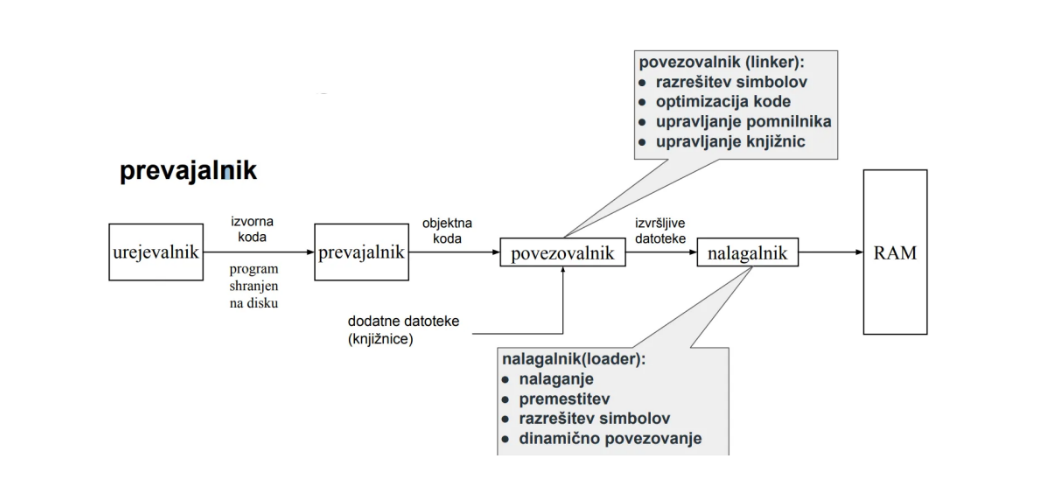 povezovalnik (linker):
● razrešitev simbolov
● optimizacija kode
● upravljanje pomnilnika
● upravljanje knjižnic
prevajalnik
urejevalnik
izvorna
koda
program
shranjen
na disku
prevajalnik
objektna
koda
povezovalnik
izvršljive
datoteke
nalagalnik
RAM
dodatne datoteke
(knjižnice)
nalagalnik(loader):
● nalaganje
● premestitev
● razrešitev simbolov
● dinamično povezovanje